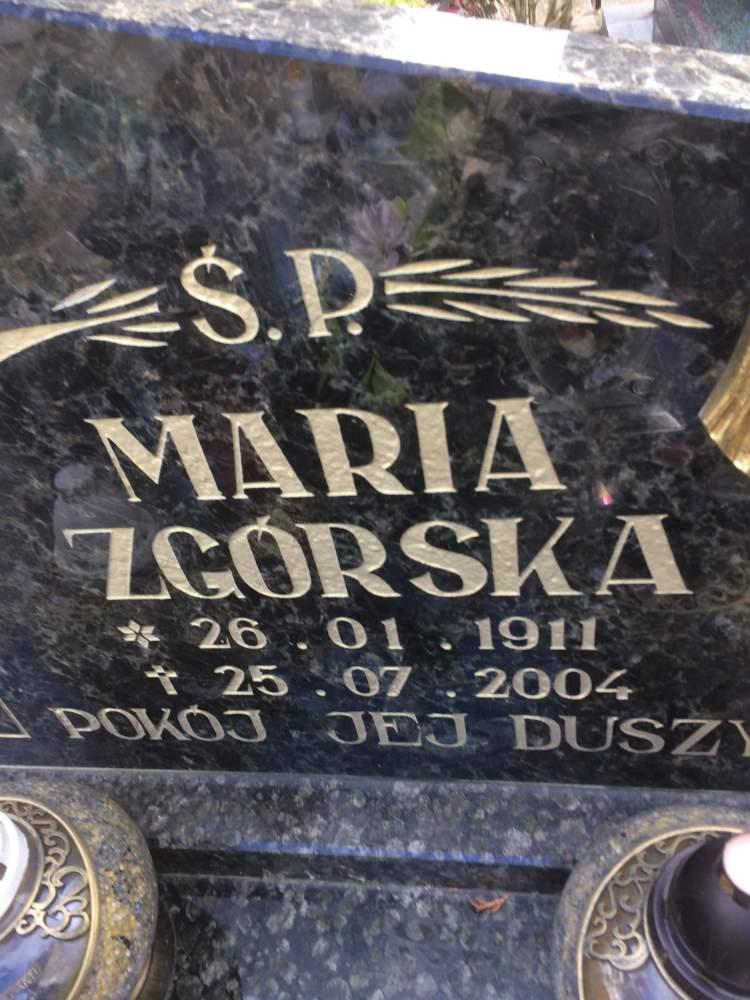 Ś. P.
MARIA
ZGÓRSKA
* 26.01.1911
† 25.07.2004
POKÓJ JEJ DUSZY